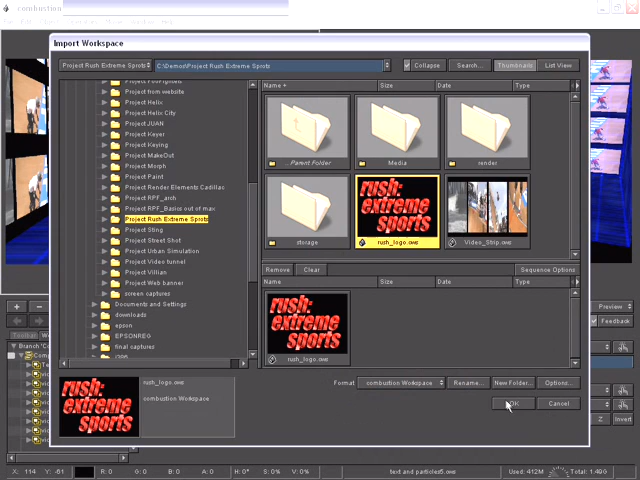 combustion
Import Workspace
Project Rush Extreme Sprots
C:\Demos\Project Rush Extreme Sprots
Collapse
Search...
Thumbnails
List View
Project from website
Project Helix
Project Helix City
Project JUAN
Project Keyer
Project Keying
Project MakeOut
Project Morph
Project Paint
Project Render Elements Cadillac
Project RPF_arch
Project RPF_Basics out of max
Project Rush Extreme Sprots
Project Sting
Project Street Shot
Project Urban Simulation
Project Video tunnel
Project Villian
Project Web banner
screen captures
Documents and Settings
downloads
epson
EPSONREG
final captures
i386
Name +
Size
Date
Type
...Parent Folder
Media
render
storage
rush:
extreme
sports
rush_logo.cws
Video_Strip.cws
Remove
Clear
Sequence Options
Name
Size
Date
Type
rush:
extreme
sports
rush_logo.cws
rush:
extreme
sports
rush_logo.cws
combustion Workspace
Format
combustion Workspace
Rename...
New Folder...
Options...
OK
Cancel
Preview
Feedback
Toolbar
Branch
Z
Invert
X: 114
Y: -61
R: 0
G: 0
B: 0
A: 0
H: 0°
S: 0%
V: 0%
text and particles5.cws
Used: 412M
Total: 1.49G